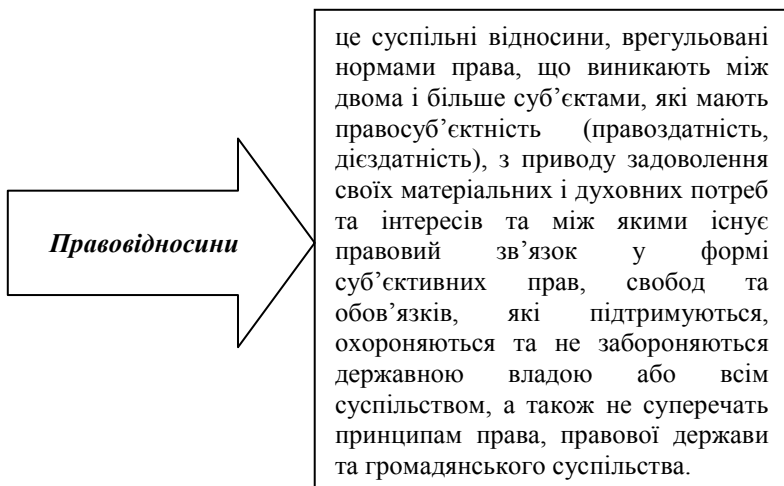 Правовідносини
це суспільні відносини, врегульовані
нормами права, що виникають між
двома і більше суб’єктами, які мають
правосуб’єктність (правоздатність,
дієздатність), з приводу задоволення
своїх матеріальних і духовних потреб
та інтересів та між якими існує
правовий зв’язок у формі
суб’єктивних прав, свобод та
обов’язків, які підтримуються,
охороняються та не забороняються
державною владою або всім
суспільством, а також не суперечать
принципам права, правової держави
та громадянського суспільства.